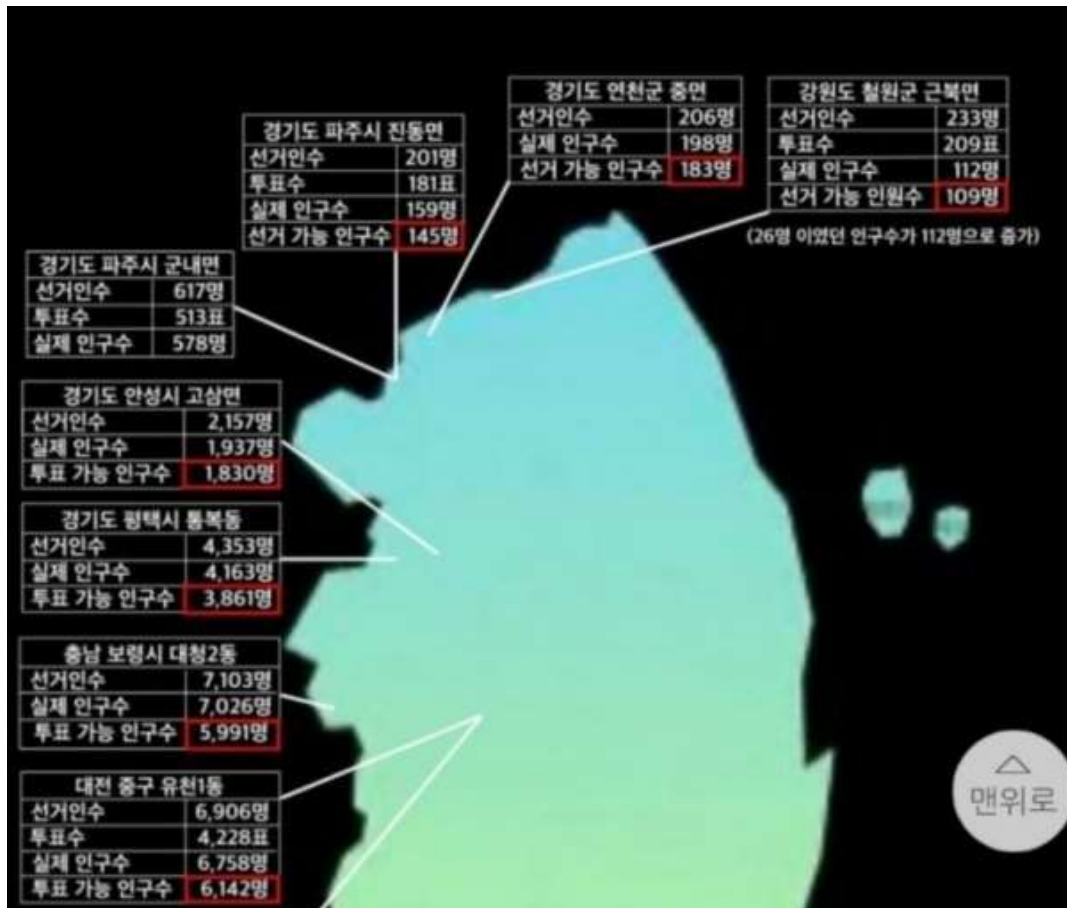 경기도 연천군 중면
선거인수 206명
실제 인구수 198명
선거 가능 인구수 183명
강원도 철원군 근북면
선거인수 233명
투표수 209표
실제 인구수 112명
선거 가능 인원수 109명
(26명 이였던 인구수가 112명으로 증가)
경기도 파주시 진동면
선거인수 201명
투표수 181표
실제 인구수 159명
선거 가능 인구수 145명
경기도 파주시 군내면
선거인수 617명
투표수 513표
실제 인구수 578명
경기도 안성시 고삼면
선거인수 2,157명
실제 인구수 1,937명
투표 가능 인구수 1,830명
경기도 평택시 통복동
선거인수 4,353명
실제 인구수 4,163명
투표 가능 인구수 3,861명
충남 보령시 대청2동
선거인수 7,103명
실제 인구수 7,026명
투표 가능 인구수 5,991명
대전 중구 유천1동
선거인수 6,906명
투표수 4,228표
실제 인구수 6,758명
투표 가능 인구수 6,142명
맨위로